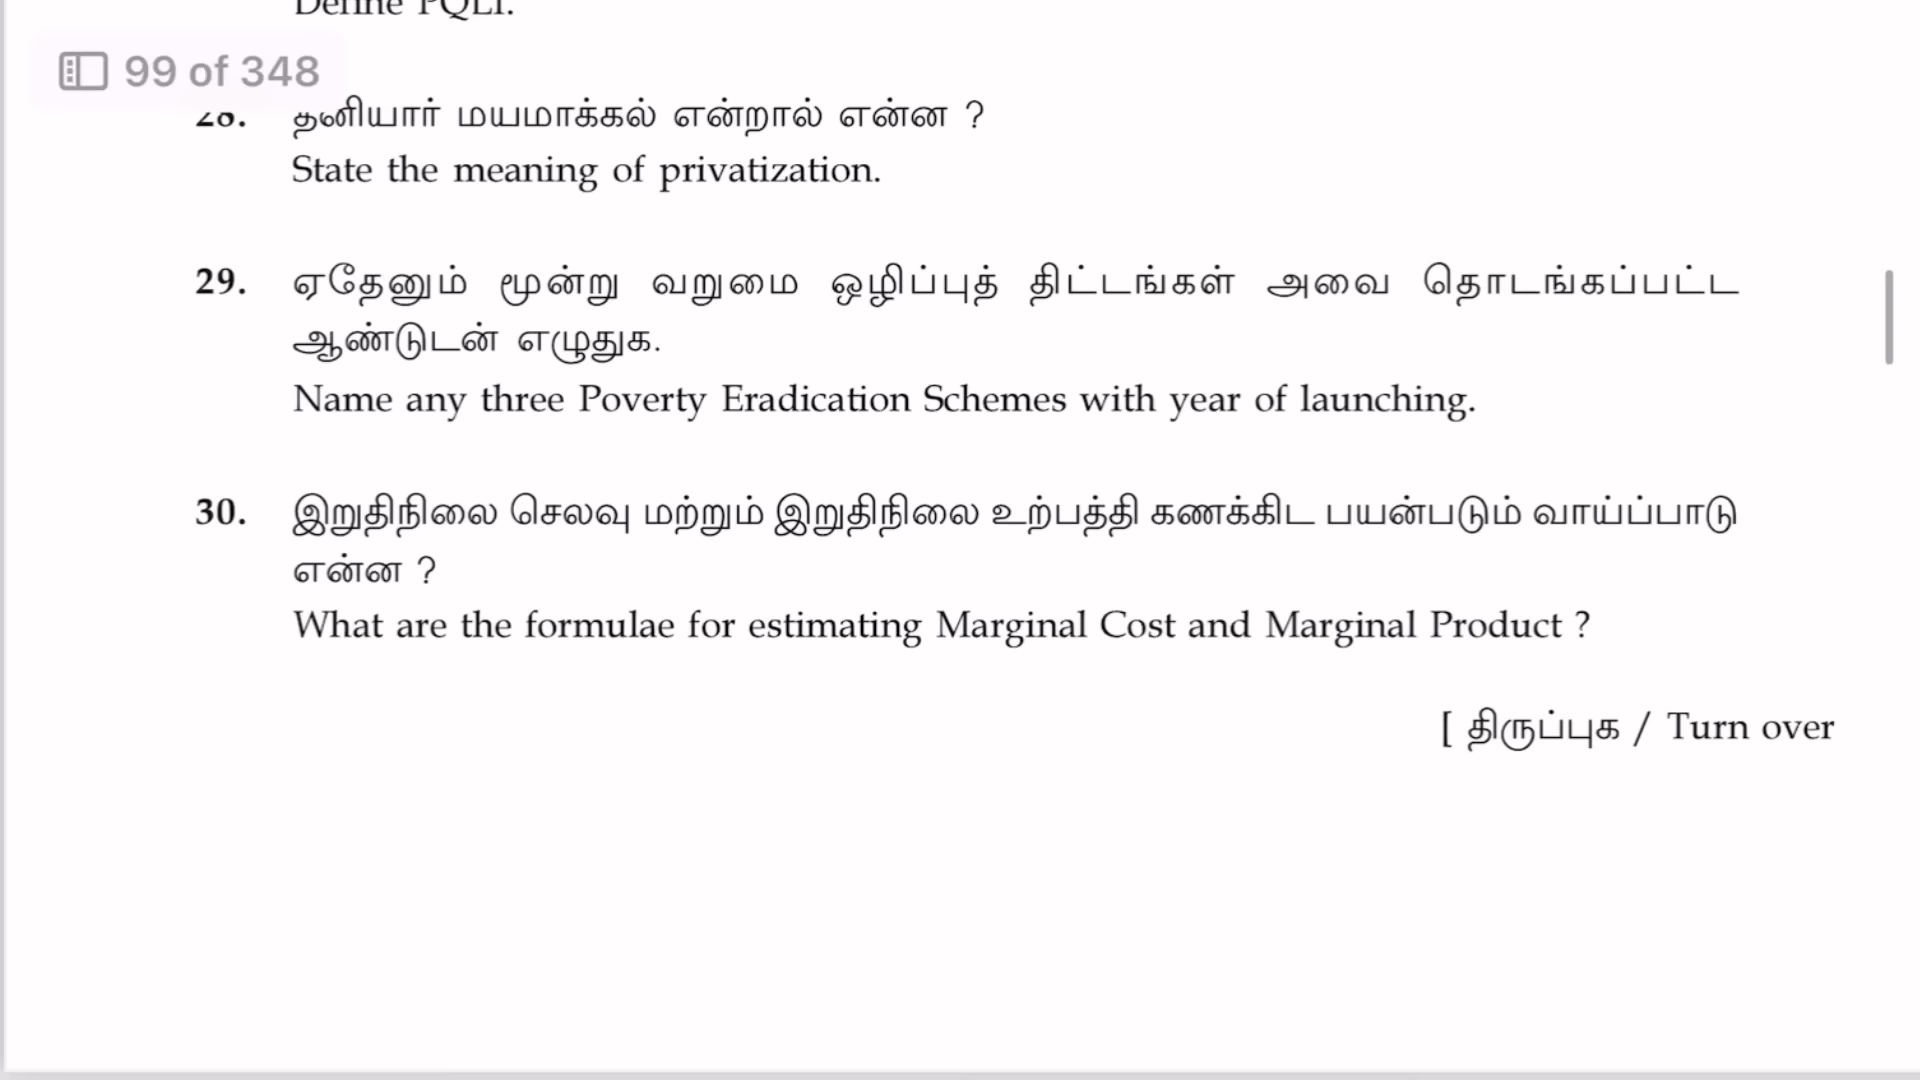 Define PQLI.
99 of 348
28. தனியார் மயமாக்கல் என்றால் என்ன ?
State the meaning of privatization.
29. ஏதேனும் மூன்று வறுமை ஒழிப்புத் திட்டங்கள் அவை தொடங்கப்பட்ட
ஆண்டுடன் எழுதுக.
Name any three Poverty Eradication Schemes with year of launching.
30. இறுதிநிலை செலவு மற்றும் இறுதிநிலை உற்பத்தி கணக்கிட பயன்படும் வாய்ப்பாடு
என்ன ?
What are the formulae for estimating Marginal Cost and Marginal Product ?
[ திருப்புக / Turn over